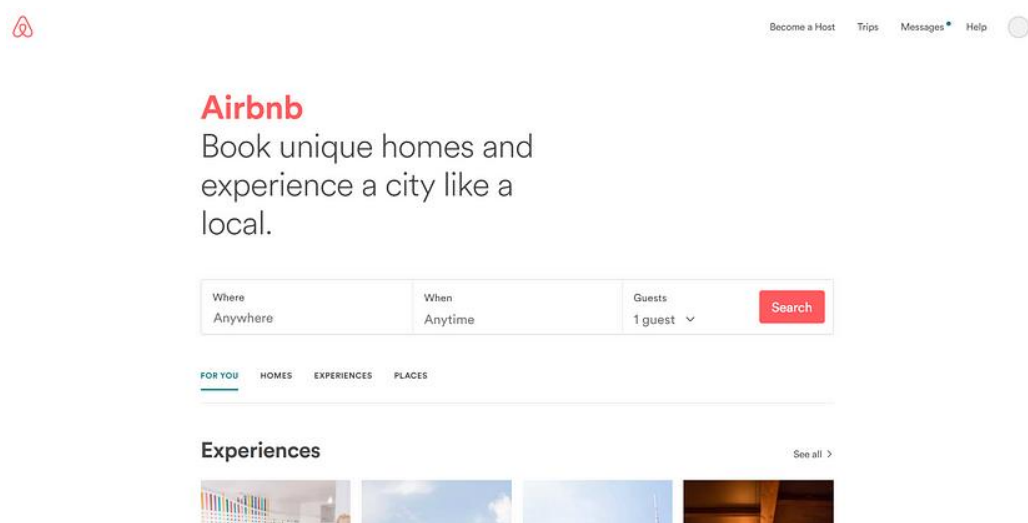 Become a Host Trips Messages Help
Airbnb
Book unique homes and
experience a city like a
local.
Where When Guests
Anywhere Anytime 1 guest
Search
FOR YOU HOMES EXPERIENCES PLACES
Experiences See all